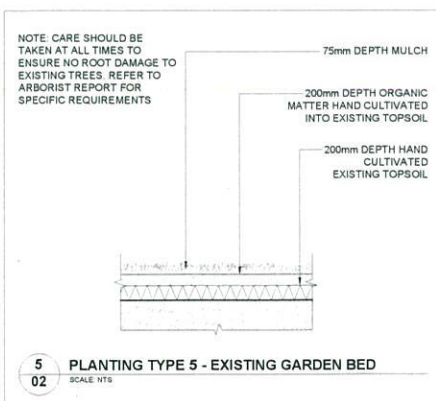 NOTE: CARE SHOULD BE
TAKEN AT ALL TIMES TO
ENSURE NO ROOT DAMAGE TO
EXISTING TREES. REFER TO
ARBORIST REPORT FOR
SPECIFIC REQUIREMENTS
75mm DEPTH MULCH
200mm DEPTH ORGANIC
MATTER HAND CULTIVATED
INTO EXISTING TOPSOIL
200mm DEPTH HAND
CULTIVATED
EXISTING TOPSOIL
5
02
PLANTING TYPE 5 - EXISTING GARDEN BED
SCALE: NTS